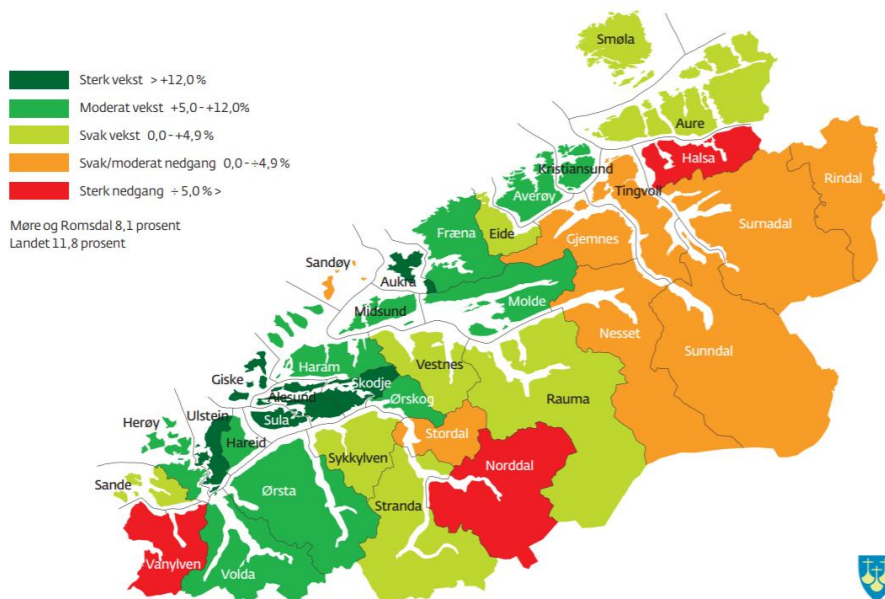 Sterk vekst > +12,0 %
Moderat vekst +5,0 - +12,0%
Svak vekst 0,0 - +4,9 %
Svak/moderat nedgang 0,0 - ÷4,9 %
Sterk nedgang ÷ 5,0 % >
Møre og Romsdal 8,1 prosent
Landet 11,8 prosent
Smøla
Aure
Halsa
Rindal
Kristiansund
Tingvoll
Averøy
Surnadal
Fræna
Eide
Gjemnes
Sandøy
Aukra
Midsund
Molde
Nesset
Sunndal
Haram
Vestnes
Giske
Skodje
Ålesund
Ørskog
Rauma
Ulstein
Herøy
Hareid
Sula
Stordal
Sykkylven
Norddal
Sande
Ørsta
Stranda
Vanylven
Volda